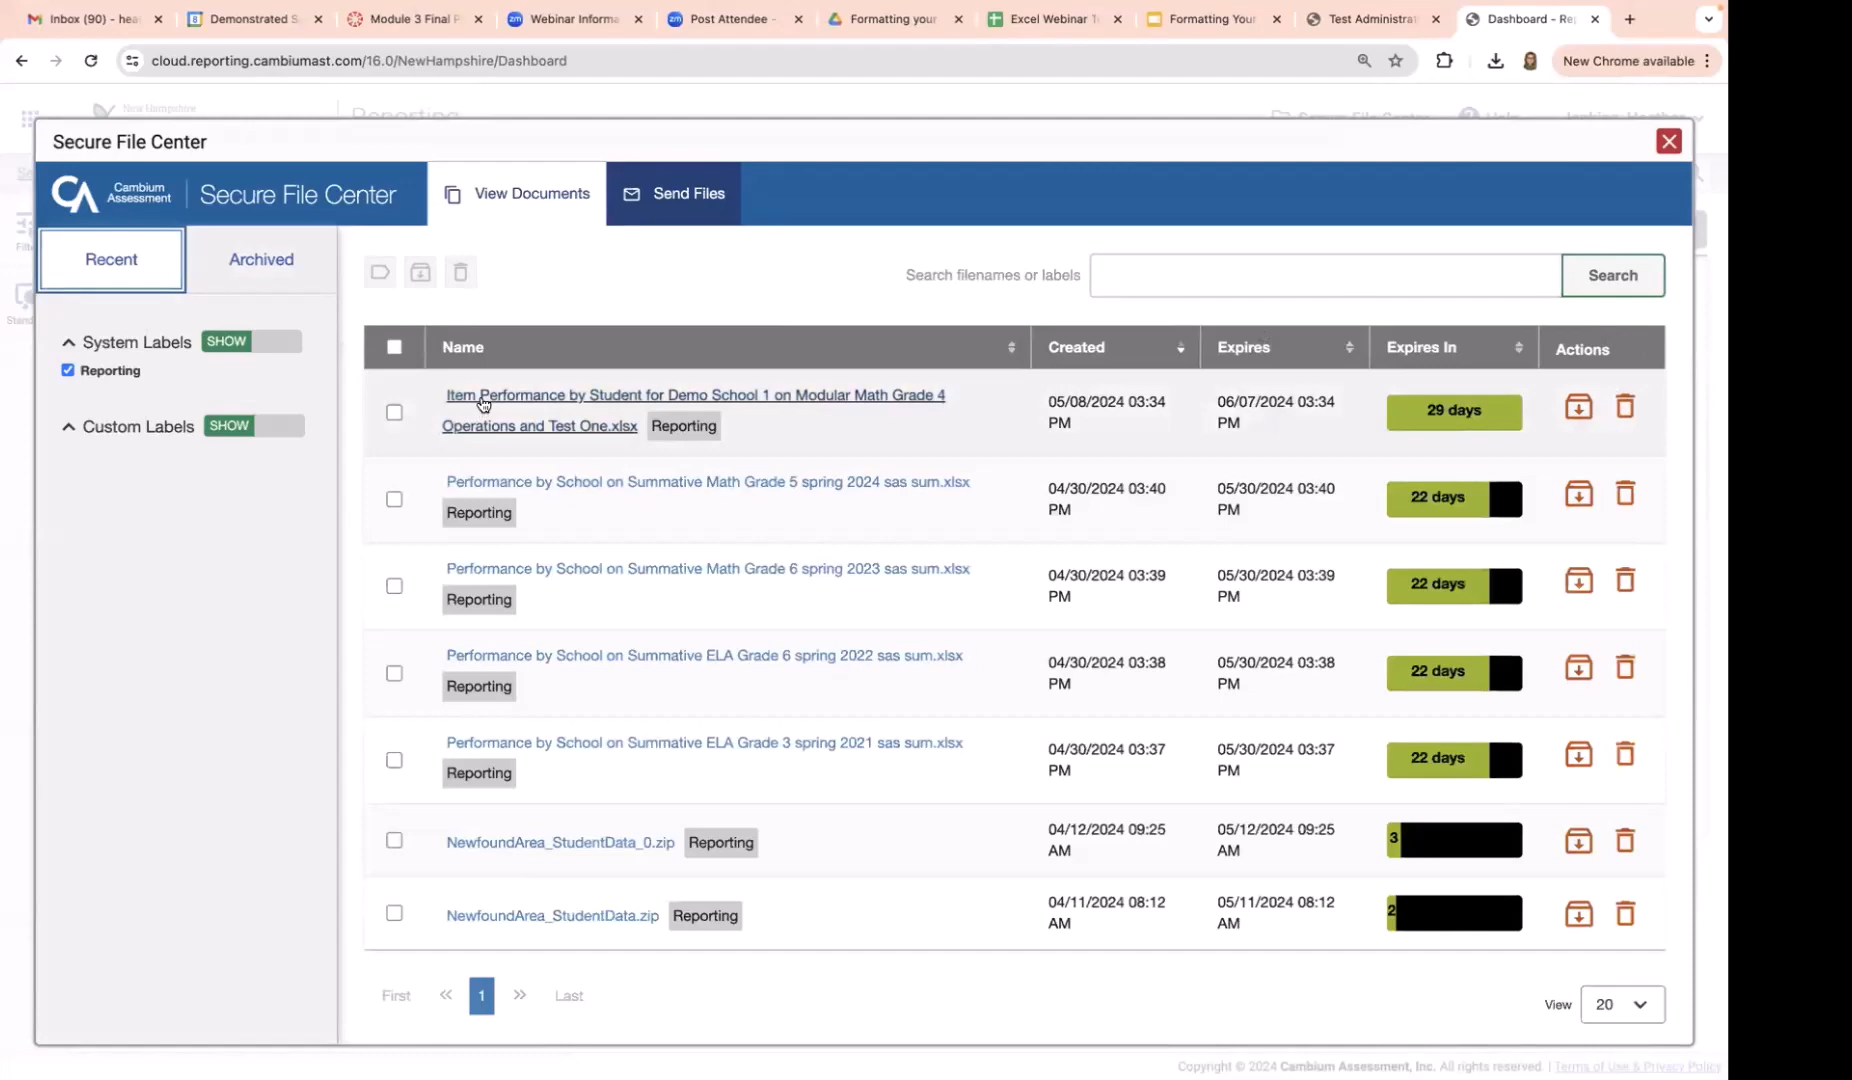 Inbox (90) - hea
Demonstrated S
Module 3 Final P
Webinar Informa
Post Attendee -
Formatting your
Excel Webinar T
Formatting Your
Test Administra
Dashboard - Rep
cloud.reporting.cambiumast.com/16.0/NewHampshire/Dashboard
New Chrome available
New Hampshire
Reporting
Secure File Center
Help
Secure File Center
Cambium
Assessment
Secure File Center
View Documents
Send Files
Recent
Archived
Search filenames or labels
Search
System Labels SHOW
Reporting
Custom Labels SHOW
Name Created Expires Expires In Actions
Item Performance by Student for Demo School 1 on Modular Math Grade 4
Operations and Test One.xlsx Reporting
05/08/2024 03:34
PM
06/07/2024 03:34
PM
29 days
Performance by School on Summative Math Grade 5 spring 2024 sas sum.xlsx
Reporting
04/30/2024 03:40
PM
05/30/2024 03:40
PM
22 days
Performance by School on Summative Math Grade 6 spring 2023 sas sum.xlsx
Reporting
04/30/2024 03:39
PM
05/30/2024 03:39
PM
22 days
Performance by School on Summative ELA Grade 6 spring 2022 sas sum.xlsx
Reporting
04/30/2024 03:38
PM
05/30/2024 03:38
PM
22 days
Performance by School on Summative ELA Grade 3 spring 2021 sas sum.xlsx
Reporting
04/30/2024 03:37
PM
05/30/2024 03:37
PM
22 days
NewfoundArea_StudentData_0.zip Reporting
04/12/2024 09:25
AM
05/12/2024 09:25
AM
3
NewfoundArea_StudentData.zip Reporting
04/11/2024 08:12
AM
05/11/2024 08:12
AM
2
First « 1 » Last
View 20
Copyright © 2024 Cambium Assessment, Inc. All rights reserved. | Terms of Use & Privacy Policy